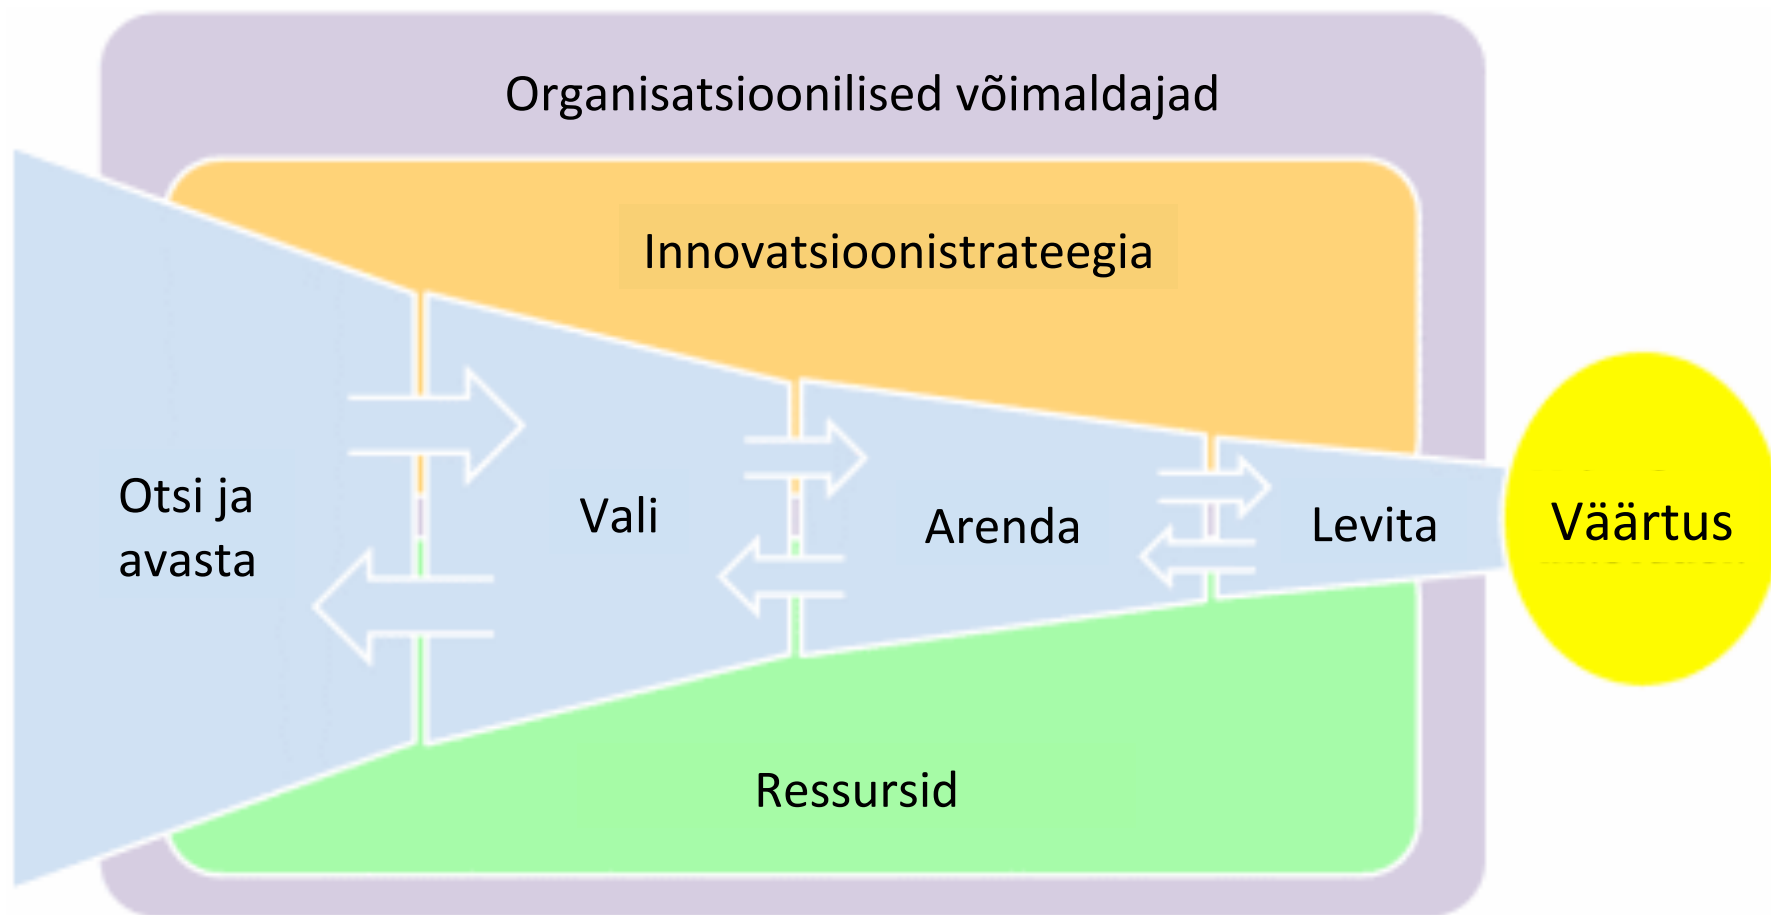 Organisatsioonilised võimaldajad
Innovatsioonistrateegia
Otsi ja
avasta
Vali
Arenda
Levita
Väärtus
Ressursid